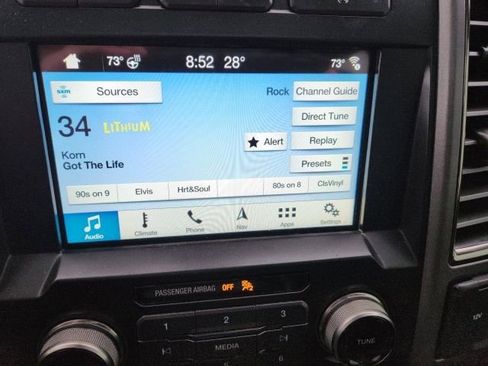 73° 8:52 28° 73°
sxm Sources Rock Channel Guide
34 LITHIUM Direct Tune
Alert Replay
Korn
Got The Life
Presets
90s on 9 Elvis Hrt&Soul 80s on 8 ClsVinyl
Audio Climate Phone Nav Apps Settings
PASSENGER AIRBAG OFF
1 2 3
MEDIA
TUNE
12V